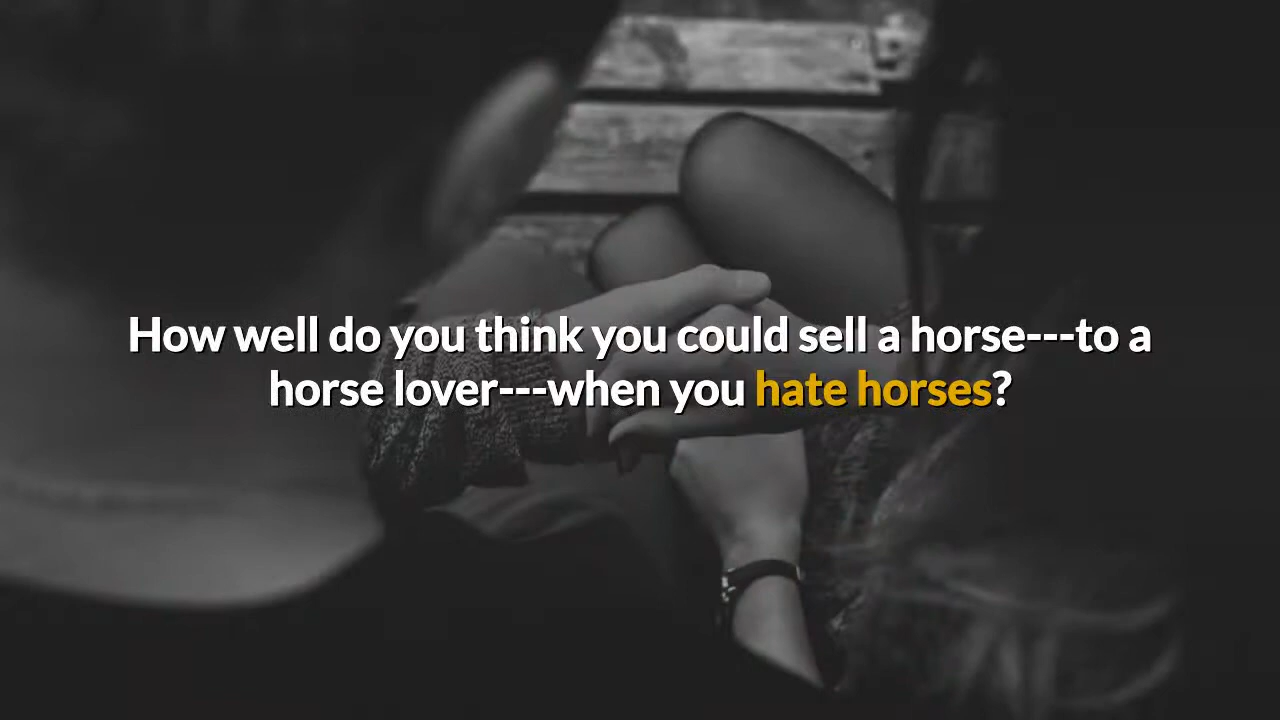 How well do you think you could sell a horse---to a
horse lover---when you hate horses?